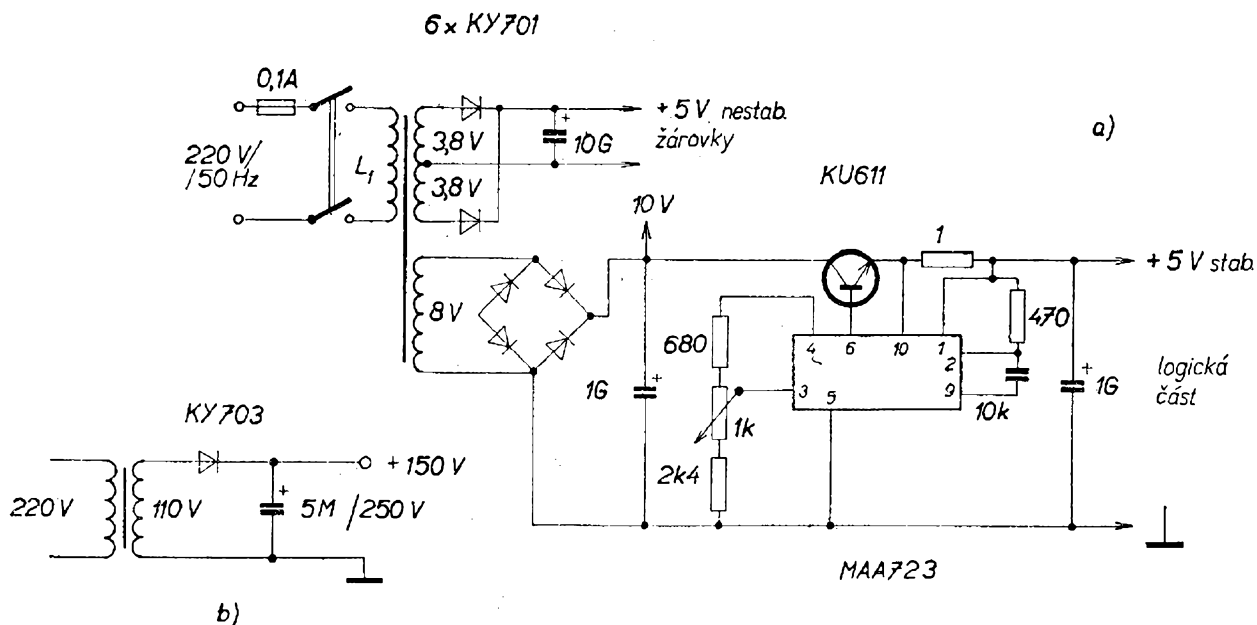 6x KY701
0,1A
220 V/
/50 Hz
L1
3,8 V
3,8 V
8 V
10G
+ 5 V nestab.
žárovky
a)
KU611
10 V
1
+ 5 V stab.
680
4
6
10
1
470
2
3
5
9
1G
1k
10k
1G
logická
část
2k4
MAA723
KY703
220 V
110 V
+ 150 V
5M / 250 V
b)